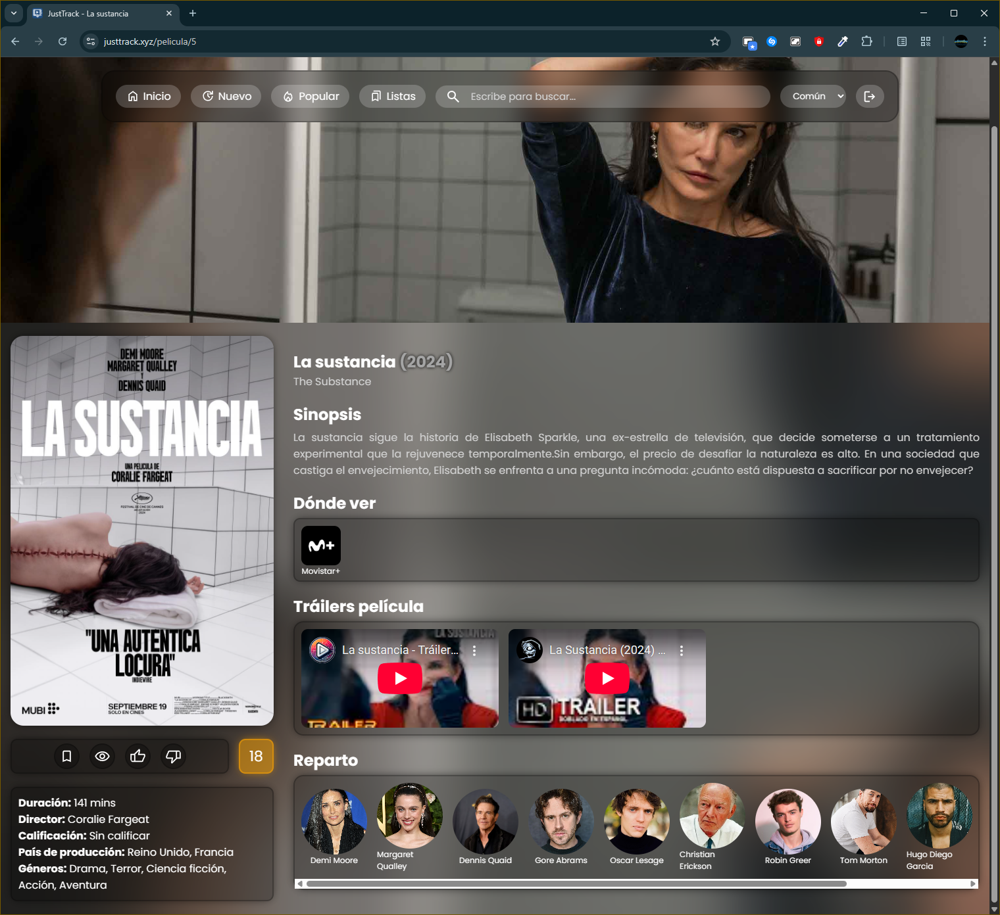 JustTrack - La sustancia
justtrack.xyz/pelicula/5
Inicio
Nuevo
Popular
Listas
Escribe para buscar...
Común
DEMI MOORE
MARGARET QUALLEY
Y
DENNIS QUAID
LA SUSTANCIA
UNA PELICULA DE
CORALIE FARGEAT
FESTIVAL DE CINE DE CANNES
2024
"UNA AUTENTICA
LOCURA"
INDIEWIRE
MUBI
SEPTIEMBRE 19
SOLO EN CINES
18
Duración: 141 mins
Director: Coralie Fargeat
Calificación: Sin calificar
País de producción: Reino Unido, Francia
Géneros: Drama, Terror, Ciencia ficción,
Acción, Aventura
La sustancia (2024)
The Substance
Sinopsis
La sustancia sigue la historia de Elisabeth Sparkle, una ex-estrella de televisión, que decide someterse a un tratamiento
experimental que la rejuvenece temporalmente.Sin embargo, el precio de desafiar la naturaleza es alto. En una sociedad que
castiga el envejecimiento, Elisabeth se enfrenta a una pregunta incómoda: ¿cuánto está dispuesta a sacrificar por no envejecer?
Dónde ver
M+
Movistar+
Tráilers película
LA SUSTANCIA
La sustancia - Tráiler...
TRAILER
La Sustancia (2024) ...
HD TRAILER
DOBLADO EN ESPAÑOL
Reparto
Demi Moore
Margaret
Qualley
Dennis Quaid
Gore Abrams
Oscar Lesage
Christian
Erickson
Robin Greer
Tom Morton
Hugo Diego
Garcia